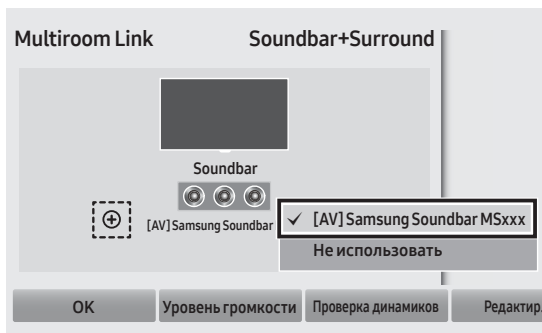 Multiroom Link Soundbar+Surround
Soundbar
[AV] Samsung Soundbar
[AV] Samsung Soundbar MSxxx
Не использовать
OK Уровень громкости Проверка динамиков Редактир.